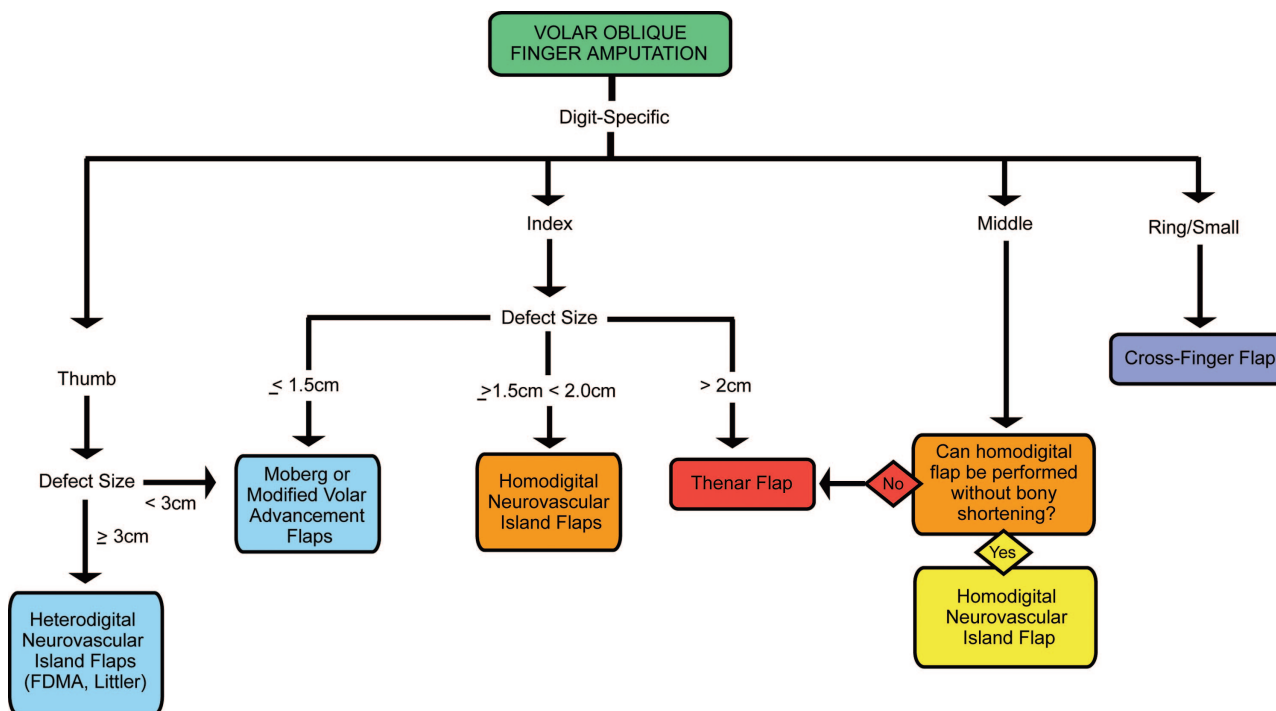 VOLAR OBLIQUE
FINGER AMPUTATION
Digit-Specific
Index
Middle
Ring/Small
Defect Size
Cross-Finger Flap
Thumb
≤ 1.5cm
≥1.5cm < 2.0cm
> 2cm
Defect Size
< 3cm
≥ 3cm
Moberg or
Modified Volar
Advancement
Flaps
Homodigital
Neurovascular
Island Flaps
Thenar Flap
No
Can homodigital
flap be performed
without bony
shortening?
Yes
Heterodigital
Neurovascular
Island Flaps
(FDMA, Littler)
Homodigital
Neurovascular
Island Flap